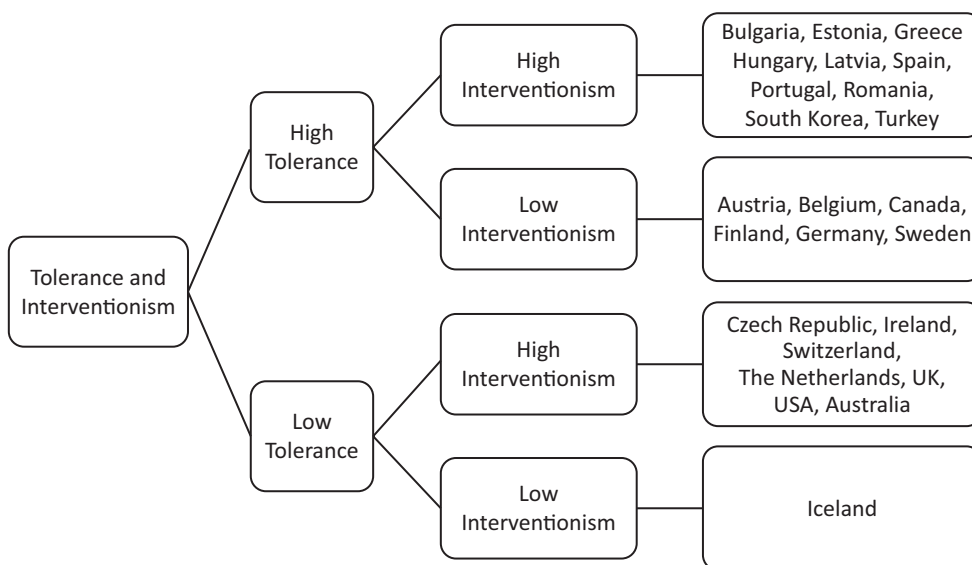 Tolerance and
Interventionism
High
Tolerance
Low
Tolerance
High
Interventionism
Low
Interventionism
High
Interventionism
Low
Interventionism
Bulgaria, Estonia, Greece
Hungary, Latvia, Spain,
Portugal, Romania,
South Korea, Turkey
Austria, Belgium, Canada,
Finland, Germany, Sweden
Czech Republic, Ireland,
Switzerland,
The Netherlands, UK,
USA, Australia
Iceland